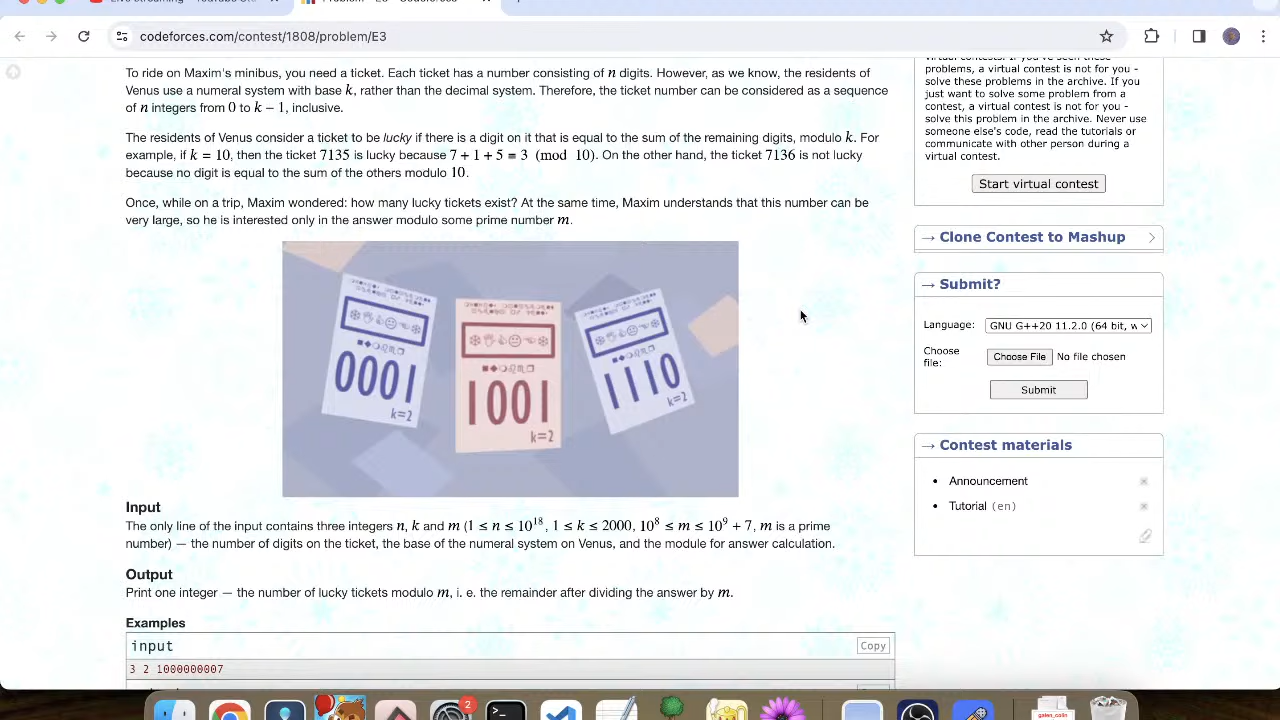 codeforces.com/contest/1808/problem/E3
To ride on Maxim's minibus, you need a ticket. Each ticket has a number consisting of n digits. However, as we know, the residents of
Venus use a numeral system with base k, rather than the decimal system. Therefore, the ticket number can be considered as a sequence
of n integers from 0 to k − 1, inclusive.
The residents of Venus consider a ticket to be lucky if there is a digit on it that is equal to the sum of the remaining digits, modulo k. For
example, if k = 10, then the ticket 7135 is lucky because 7 + 1 + 5 ≡ 3 (mod 10). On the other hand, the ticket 7136 is not lucky
because no digit is equal to the sum of the others modulo 10.
Once, while on a trip, Maxim wondered: how many lucky tickets exist? At the same time, Maxim understands that this number can be
very large, so he is interested only in the answer modulo some prime number m.
0001
k=2
1001
k=2
1110
k=2
Input
The only line of the input contains three integers n, k and m (1 ≤ n ≤ 10^18, 1 ≤ k ≤ 2000, 10^8 ≤ m ≤ 10^9 + 7, m is a prime
number) — the number of digits on the ticket, the base of the numeral system on Venus, and the module for answer calculation.
Output
Print one integer — the number of lucky tickets modulo m, i. e. the remainder after dividing the answer by m.
Examples
input
Copy
3 2 1000000007
problems, a virtual contest is not for you -
solve these problems in the archive. If you
just want to solve some problem from a
contest, a virtual contest is not for you -
solve this problem in the archive. Never use
someone else's code, read the tutorials or
communicate with other person during a
virtual contest.
Start virtual contest
→ Clone Contest to Mashup
→ Submit?
Language:
GNU G++20 11.2.0 (64 bit, w
Choose
file:
Choose File No file chosen
Submit
→ Contest materials
• Announcement
• Tutorial (en)
2